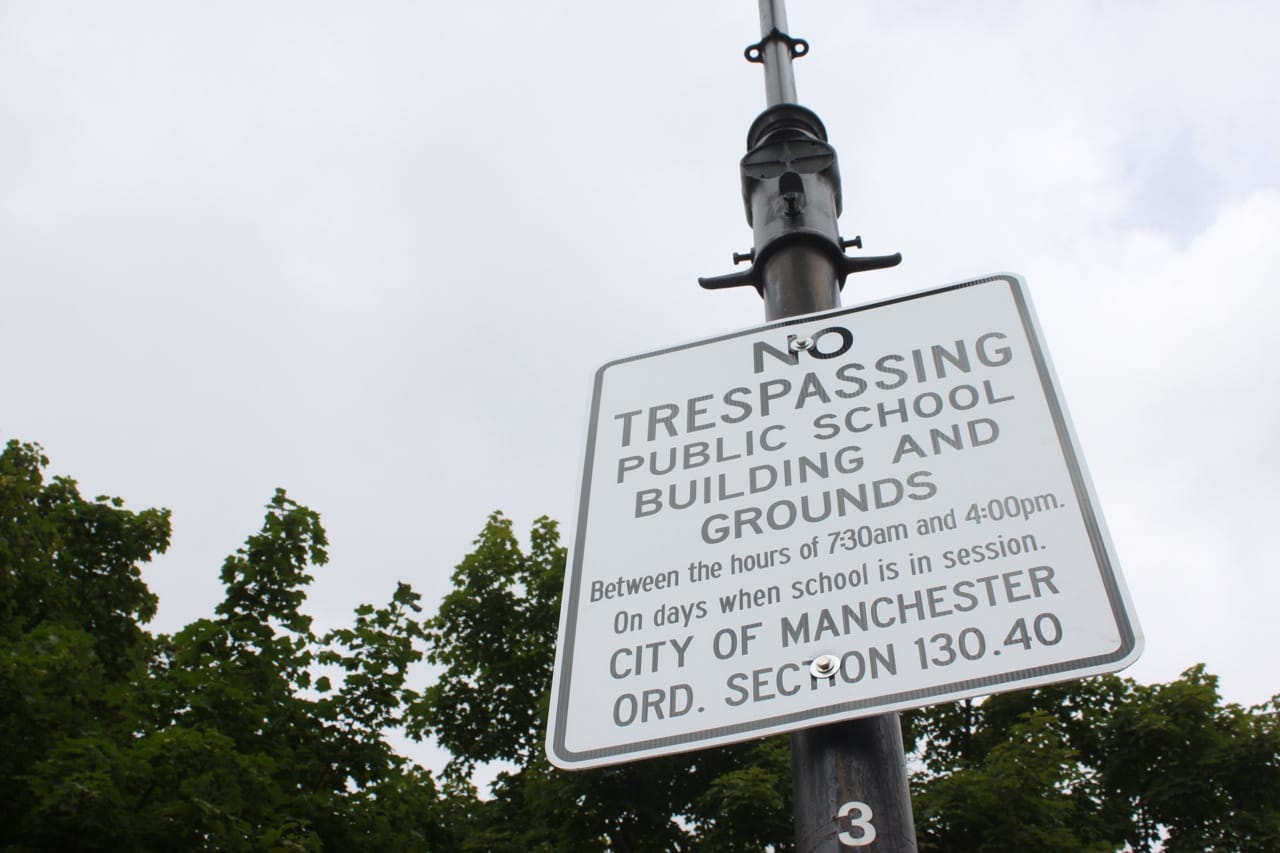 NO
TRESPASSING
PUBLIC SCHOOL
BUILDING AND
GROUNDS
Between the hours of 7:30am and 4:00pm.
On days when school is in session.
CITY OF MANCHESTER
ORD. SECTION 130.40
3